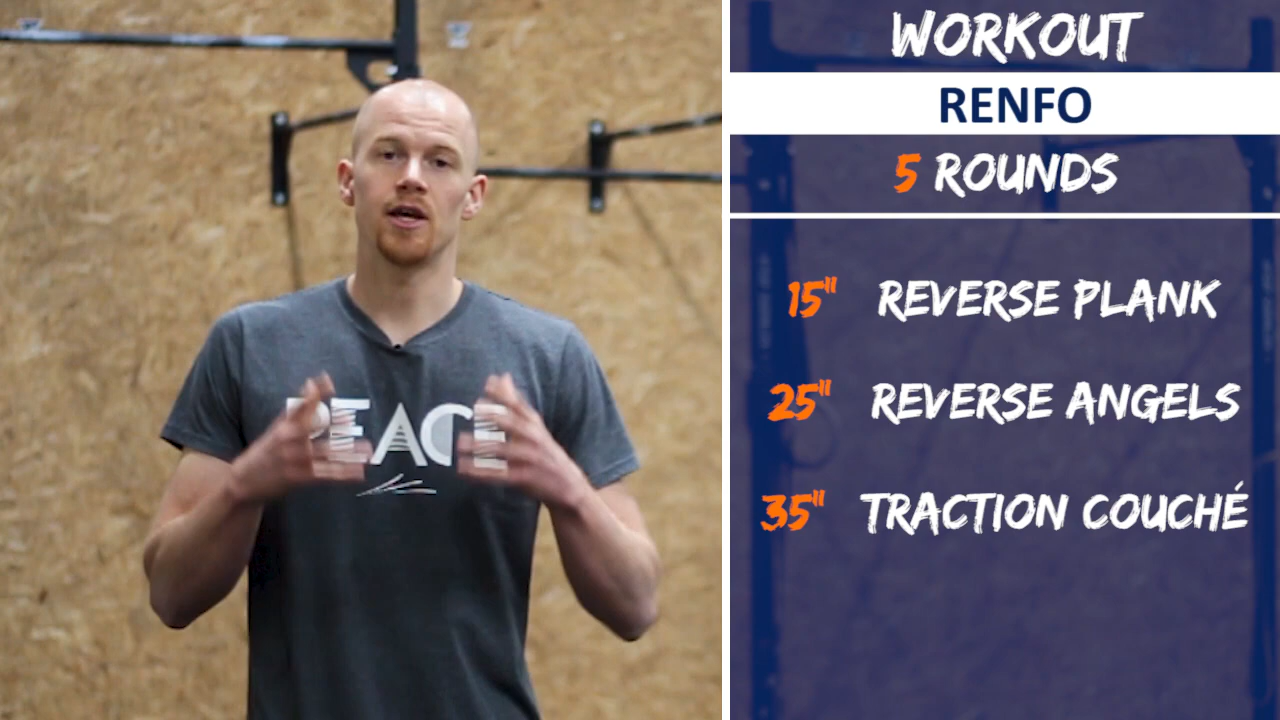 PEACE
WORKOUT
RENFO
5 ROUNDS
15" REVERSE PLANK
25" REVERSE ANGELS
35" TRACTION COUCHÉ